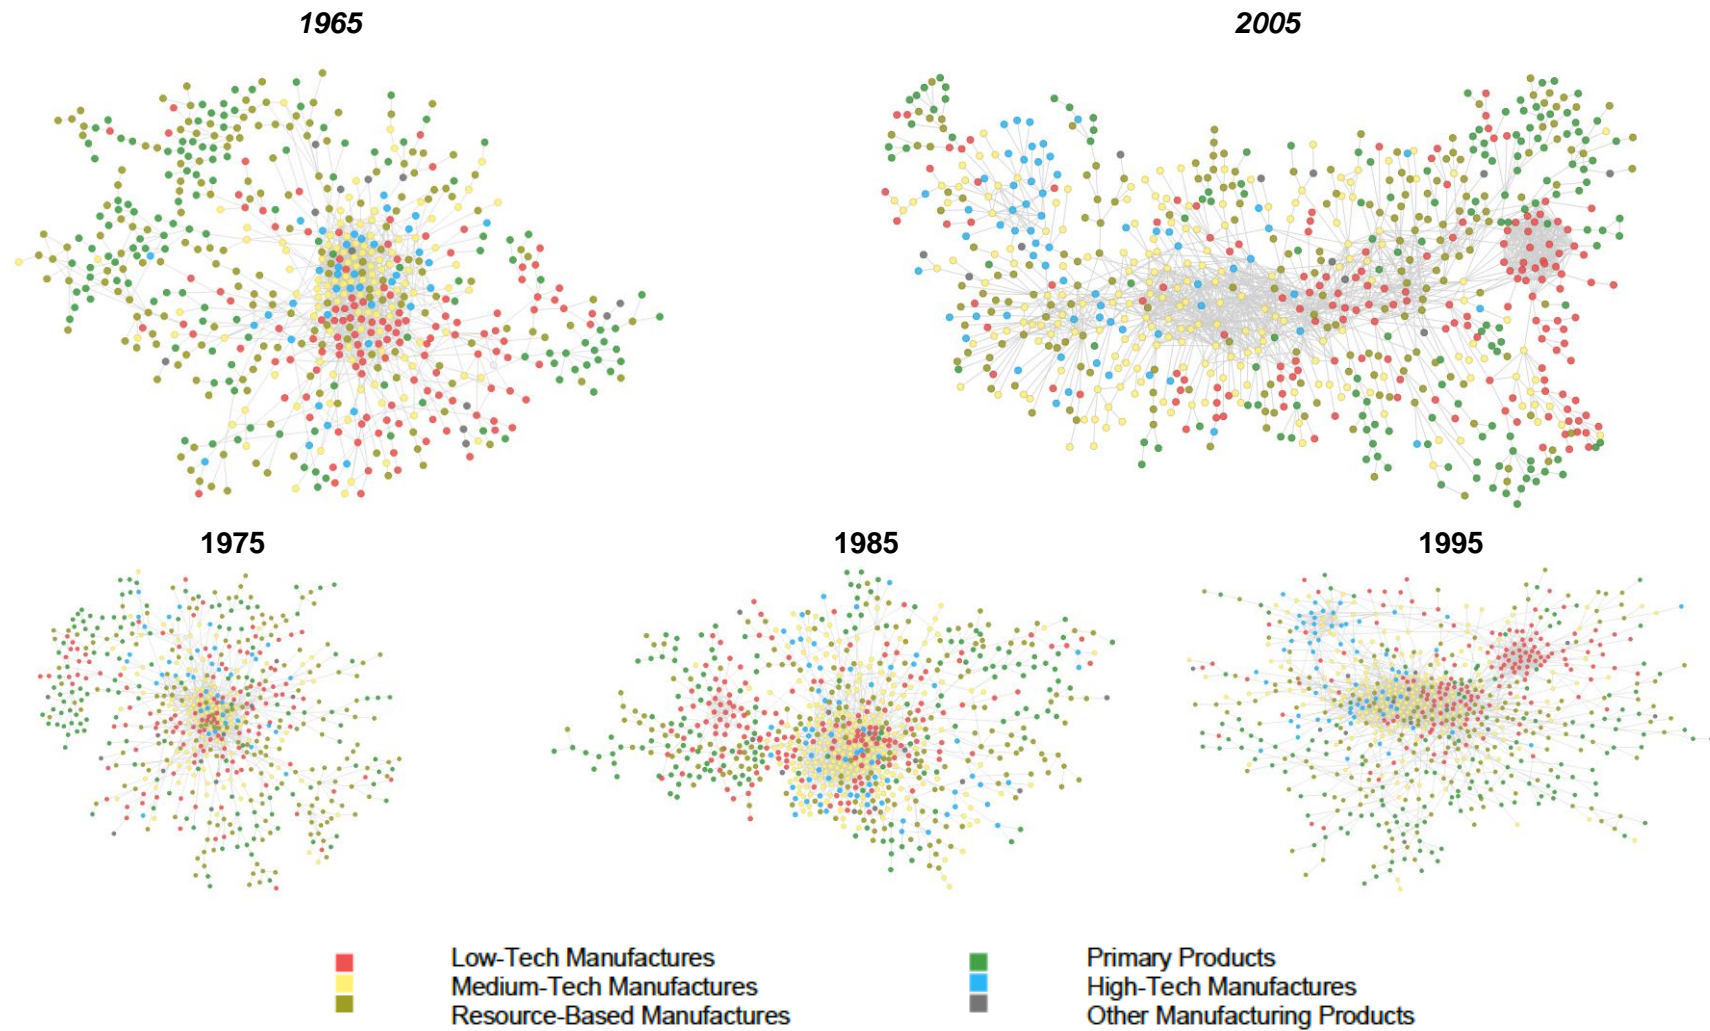 1965
2005
1975
1985
1995
Low-Tech Manufactures
Medium-Tech Manufactures
Resource-Based Manufactures
Primary Products
High-Tech Manufactures
Other Manufacturing Products